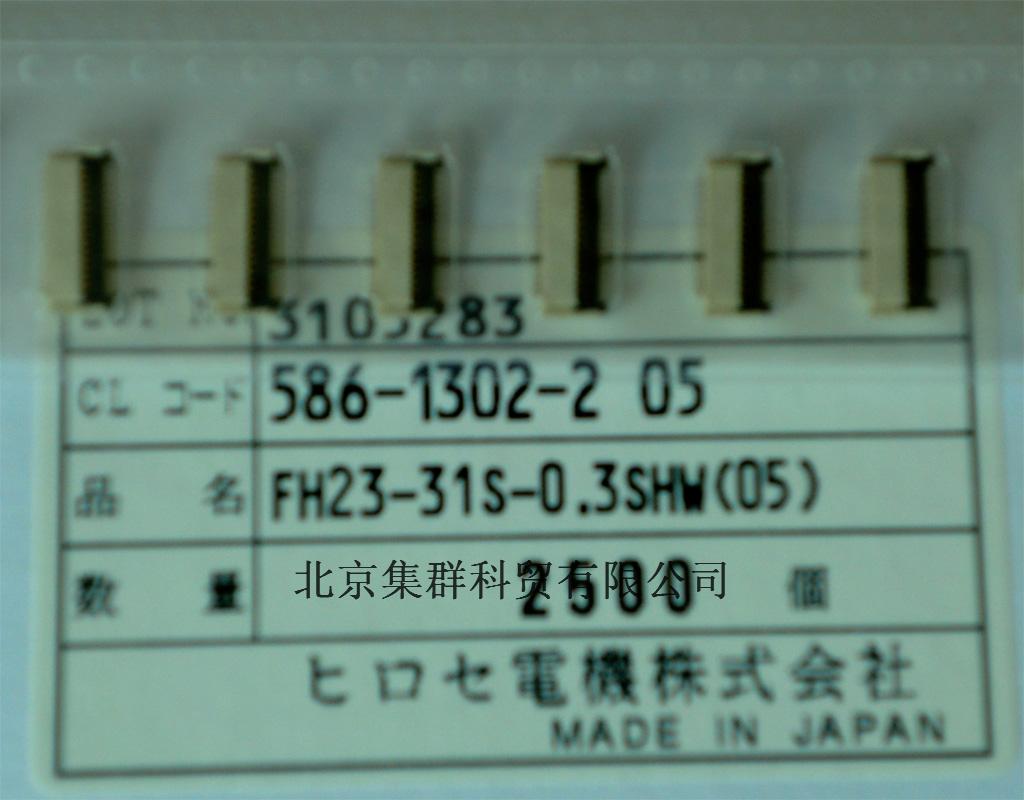 LOT No. 3105283
CL コード 586-1302-2 05
品 名 FH23-31S-0.3SHW(05)
数 量 2500 個
北京集群科贸有限公司
ヒロセ電機株式会社
MADE IN JAPAN